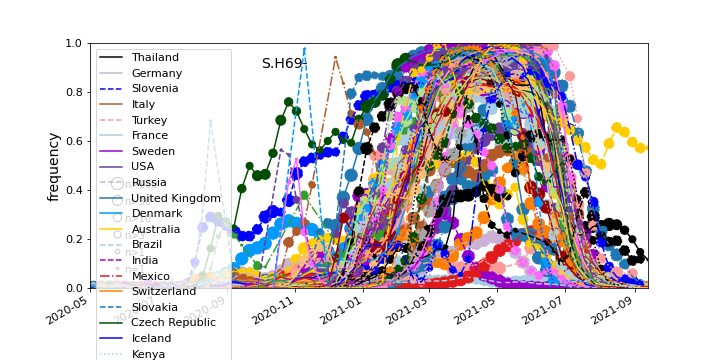 1.0
S.H69
0.8
0.6
0.4
0.2
0.0
frequency
Thailand
Germany
Slovenia
Italy
Turkey
France
Sweden
USA
Russia
United Kingdom
Denmark
Australia
Brazil
India
Mexico
Switzerland
Slovakia
Czech Republic
Iceland
Kenya
2020-05
2020-09
2020-11
2021-01
2021-03
2021-05
2021-07
2021-09